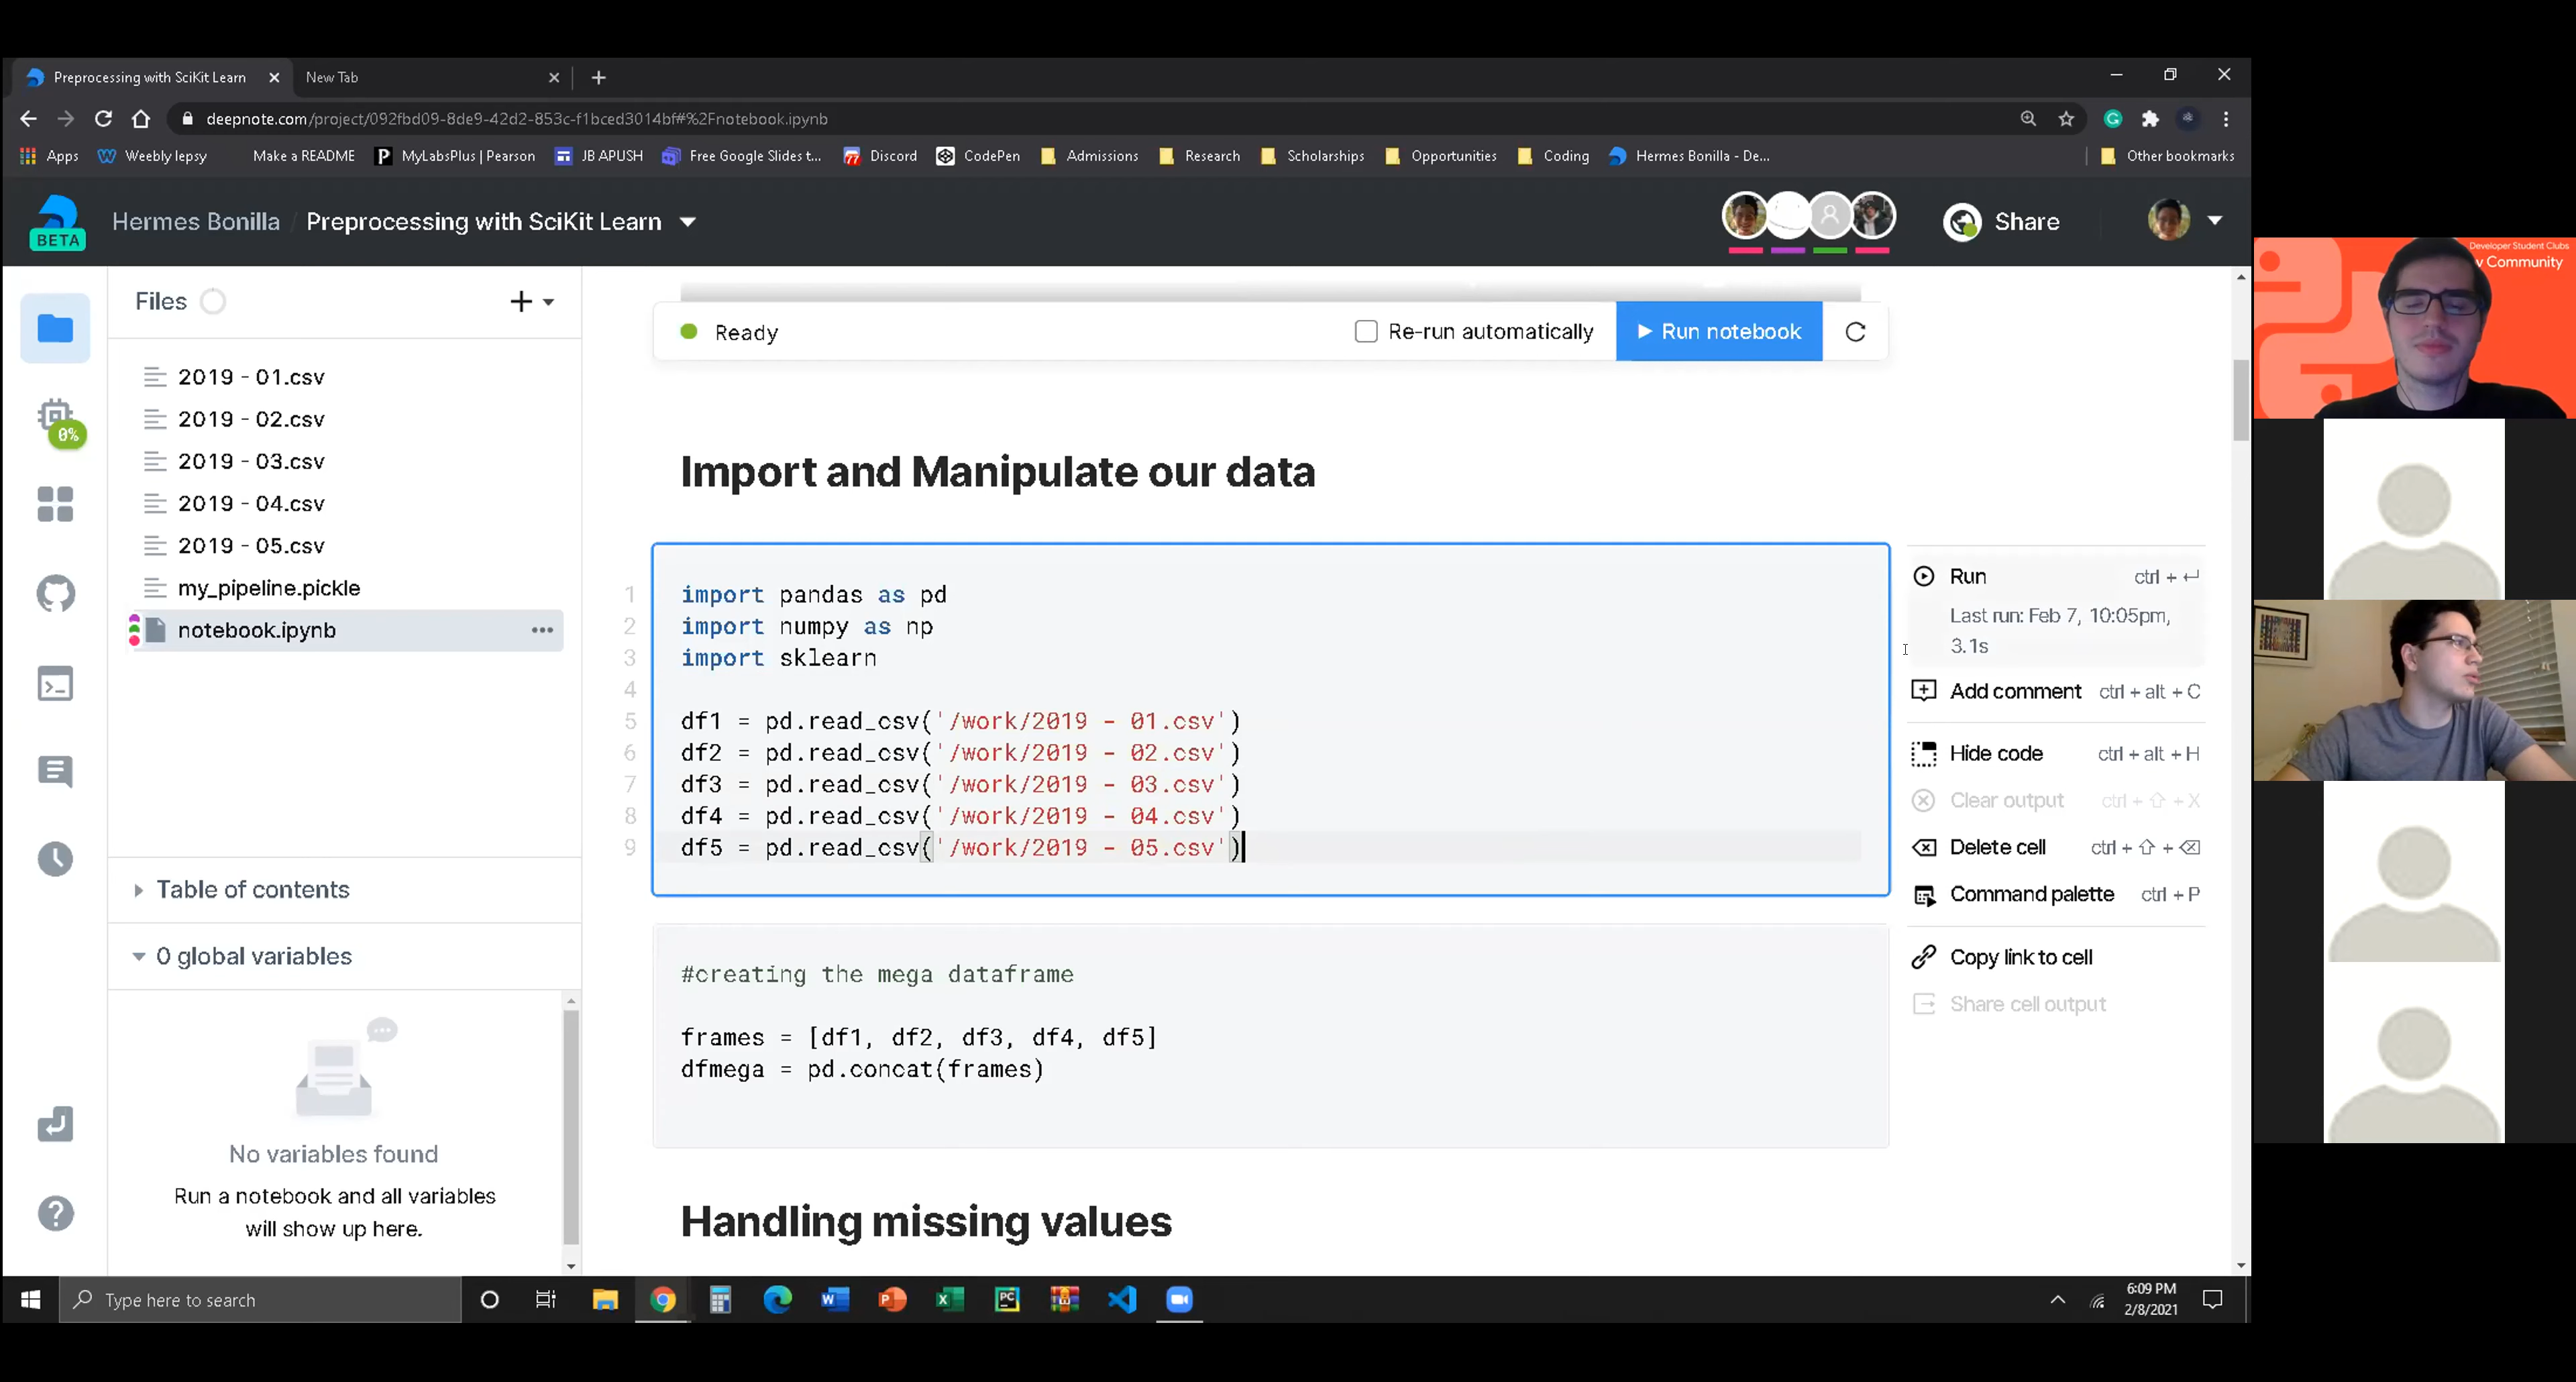 Preprocessing with SciKit Learn
New Tab
deepnote.com/project/092fbd09-8de9-42d2-853c-f1bced3014bf#%2Fnotebook.ipynb
Apps
Weebly lepsy
Make a README
MyLabsPlus | Pearson
JB APUSH
Free Google Slides t...
Discord
CodePen
Admissions
Research
Scholarships
Opportunities
Coding
Hermes Bonilla - De...
Other bookmarks
BETA
Hermes Bonilla / Preprocessing with SciKit Learn
Share
Developer Student Clubs
v Community
Files
2019 - 01.csv
2019 - 02.csv
2019 - 03.csv
2019 - 04.csv
2019 - 05.csv
my_pipeline.pickle
notebook.ipynb
0%
Table of contents
0 global variables
No variables found
Run a notebook and all variables
will show up here.
Ready
Re-run automatically
Run notebook
Import and Manipulate our data
1 import pandas as pd
2 import numpy as np
3 import sklearn
4
5 df1 = pd.read_csv('/work/2019 - 01.csv')
6 df2 = pd.read_csv('/work/2019 - 02.csv')
7 df3 = pd.read_csv('/work/2019 - 03.csv')
8 df4 = pd.read_csv('/work/2019 - 04.csv')
9 df5 = pd.read_csv('/work/2019 - 05.csv')
#creating the mega dataframe
frames = [df1, df2, df3, df4, df5]
dfmega = pd.concat(frames)
Handling missing values
Run ctrl + ↵
Last run: Feb 7, 10:05pm,
3.1s
Add comment ctrl + alt + C
Hide code ctrl + alt + H
Clear output ctrl + ⇧ + X
Delete cell ctrl + ⇧ + ⌫
Command palette ctrl + P
Copy link to cell
Share cell output
Type here to search
6:09 PM
2/8/2021